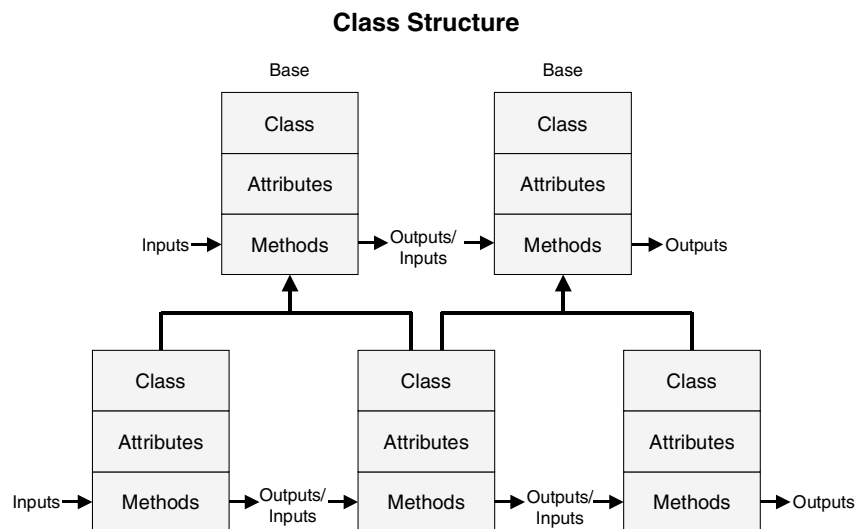 Class Structure
Base
Base
Class
Class
Attributes
Attributes
Inputs
Methods
Outputs/
Inputs
Methods
Outputs
Class
Class
Class
Attributes
Attributes
Attributes
Inputs
Methods
Outputs/
Inputs
Methods
Outputs/
Inputs
Methods
Outputs